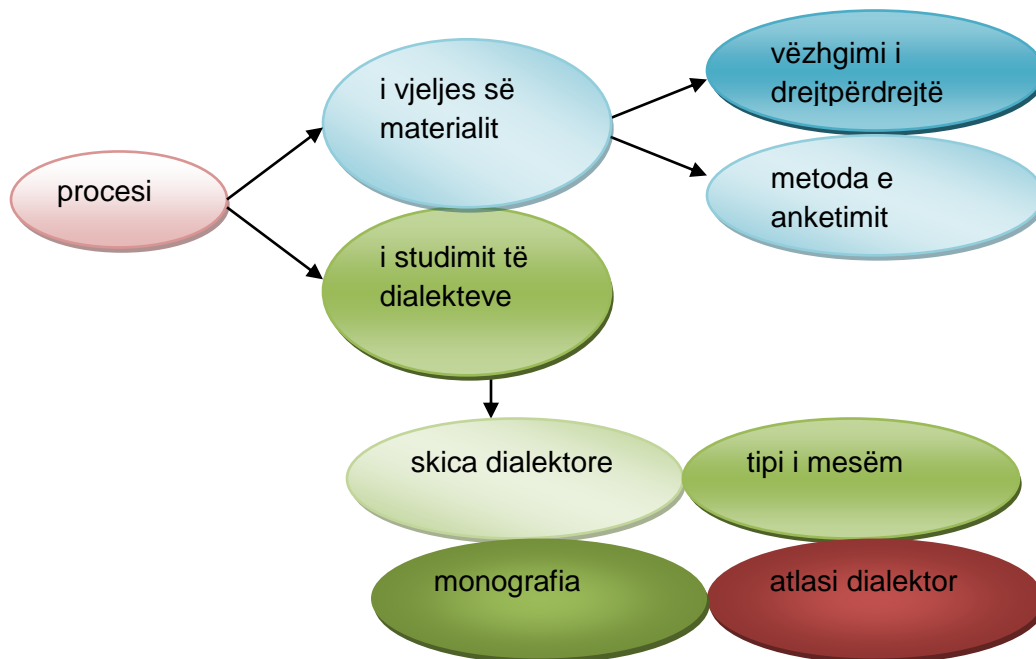 procesi
i vjeljes së
materialit
vëzhgimi i
drejtpërdrejtë
metoda e
anketimit
i studimit të
dialekteve
skica dialektore
tipi i mesëm
monografia
atlasi dialektor